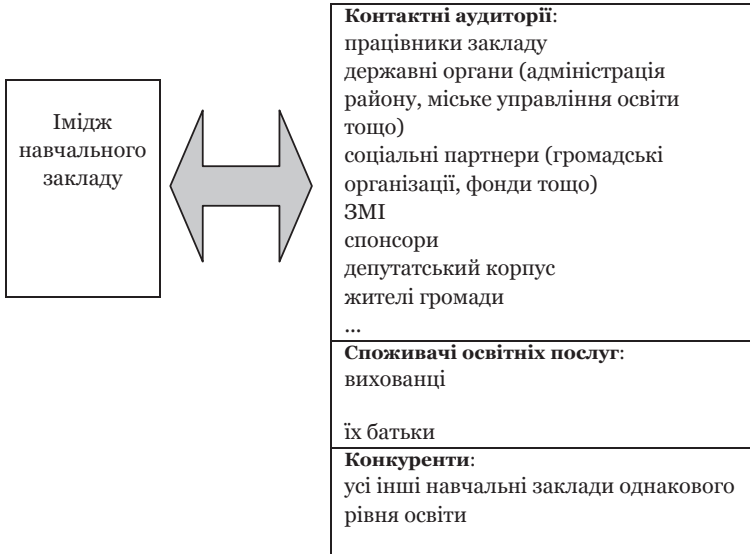 Імідж
навчального
закладу
Контактні аудиторії:
працівники закладу
державні органи (адміністрація
району, міське управління освіти
тощо)
соціальні партнери (громадські
організації, фонди тощо)
ЗМІ
спонсори
депутатський корпус
жителі громади
...
Споживачі освітніх послуг:
вихованці
їх батьки
Конкуренти:
усі інші навчальні заклади однакового
рівня освіти